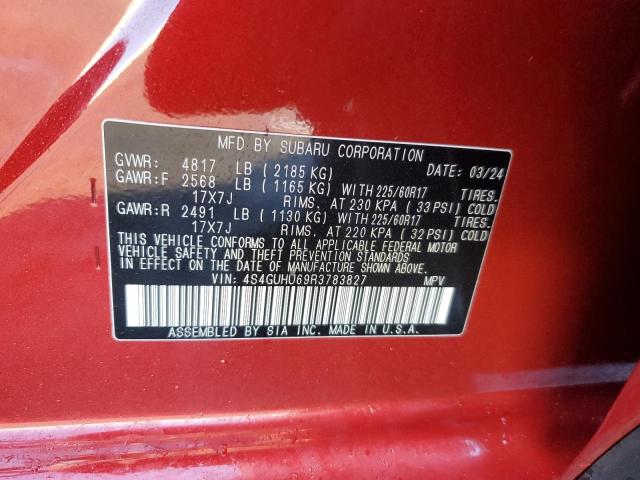 MFD BY SUBARU CORPORATION
GVWR: 4817 LB ( 2185 KG) DATE: 03/24
GAWR:F 2568 LB ( 1165 KG) WITH 225/60R17 TIRES.
17X7J RIMS. AT 230 KPA ( 33 PSI) COLD
GAWR:R 2491 LB ( 1130 KG) WITH 225/60R17 TIRES.
17X7J RIMS. AT 220 KPA ( 32 PSI) COLD
THIS VEHICLE CONFORMS TO ALL APPLICABLE FEDERAL MOTOR
VEHICLE SAFETY AND THEFT PREVENTION STANDARDS
IN EFFECT ON THE DATE OF MANUFACTURE SHOWN ABOVE.
VIN: 4S4GUHU69R3783827 MPV
ASSEMBLED BY SIA INC. MADE IN U.S.A.